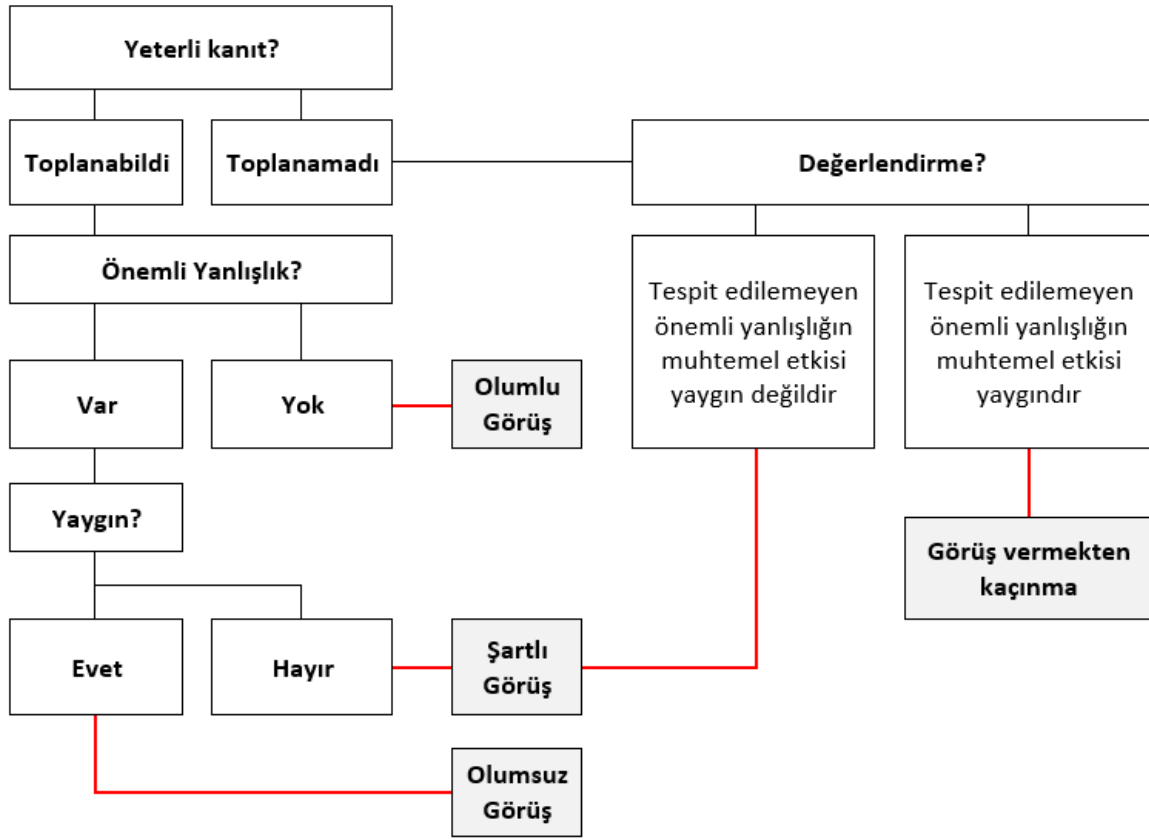 Yeterli kanıt?
Toplanabildi
Toplanamadı
Değerlendirme?
Önemli Yanlışlık?
Tespit edilemeyen
önemli yanlışlığın
muhtemel etkisi
yaygın değildir
Tespit edilemeyen
önemli yanlışlığın
muhtemel etkisi
yaygındır
Var
Yok
Olumlu
Görüş
Yaygın?
Görüş vermekten
kaçınma
Evet
Hayır
Şartlı
Görüş
Olumsuz
Görüş